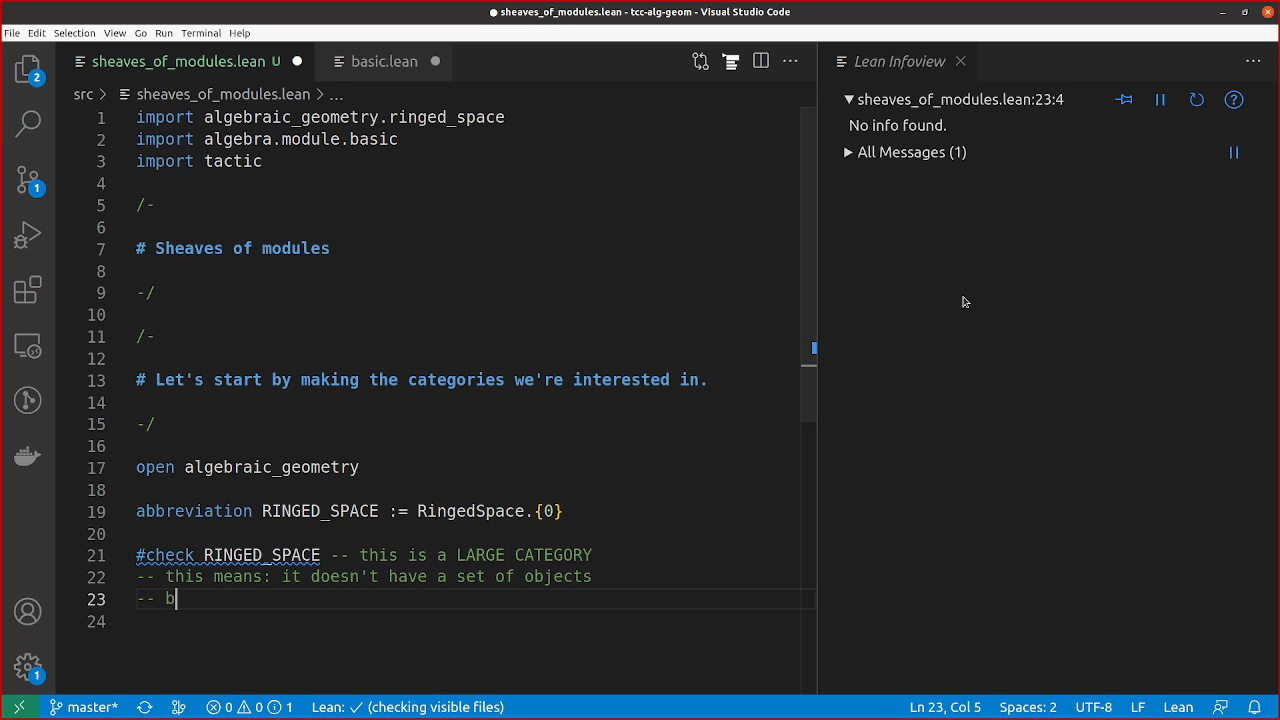 sheaves_of_modules.lean - tcc-alg-geom - Visual Studio Code
File Edit Selection View Go Run Terminal Help
sheaves_of_modules.lean U
basic.lean
Lean Infoview
src > sheaves_of_modules.lean > ...
sheaves_of_modules.lean:23:4
No info found.
All Messages (1)
1 import algebraic_geometry.ringed_space
2 import algebra.module.basic
3 import tactic
4
5 /-
6
7 # Sheaves of modules
8
9 -/
10
11 /-
12
13 # Let's start by making the categories we're interested in.
14
15 -/
16
17 open algebraic_geometry
18
19 abbreviation RINGED_SPACE := RingedSpace.{0}
20
21 #check RINGED_SPACE -- this is a LARGE CATEGORY
22 -- this means: it doesn't have a set of objects
23 -- b
24
2
1
1
master* 0 0 1 Lean: ✓ (checking visible files) Ln 23, Col 5 Spaces: 2 UTF-8 LF Lean